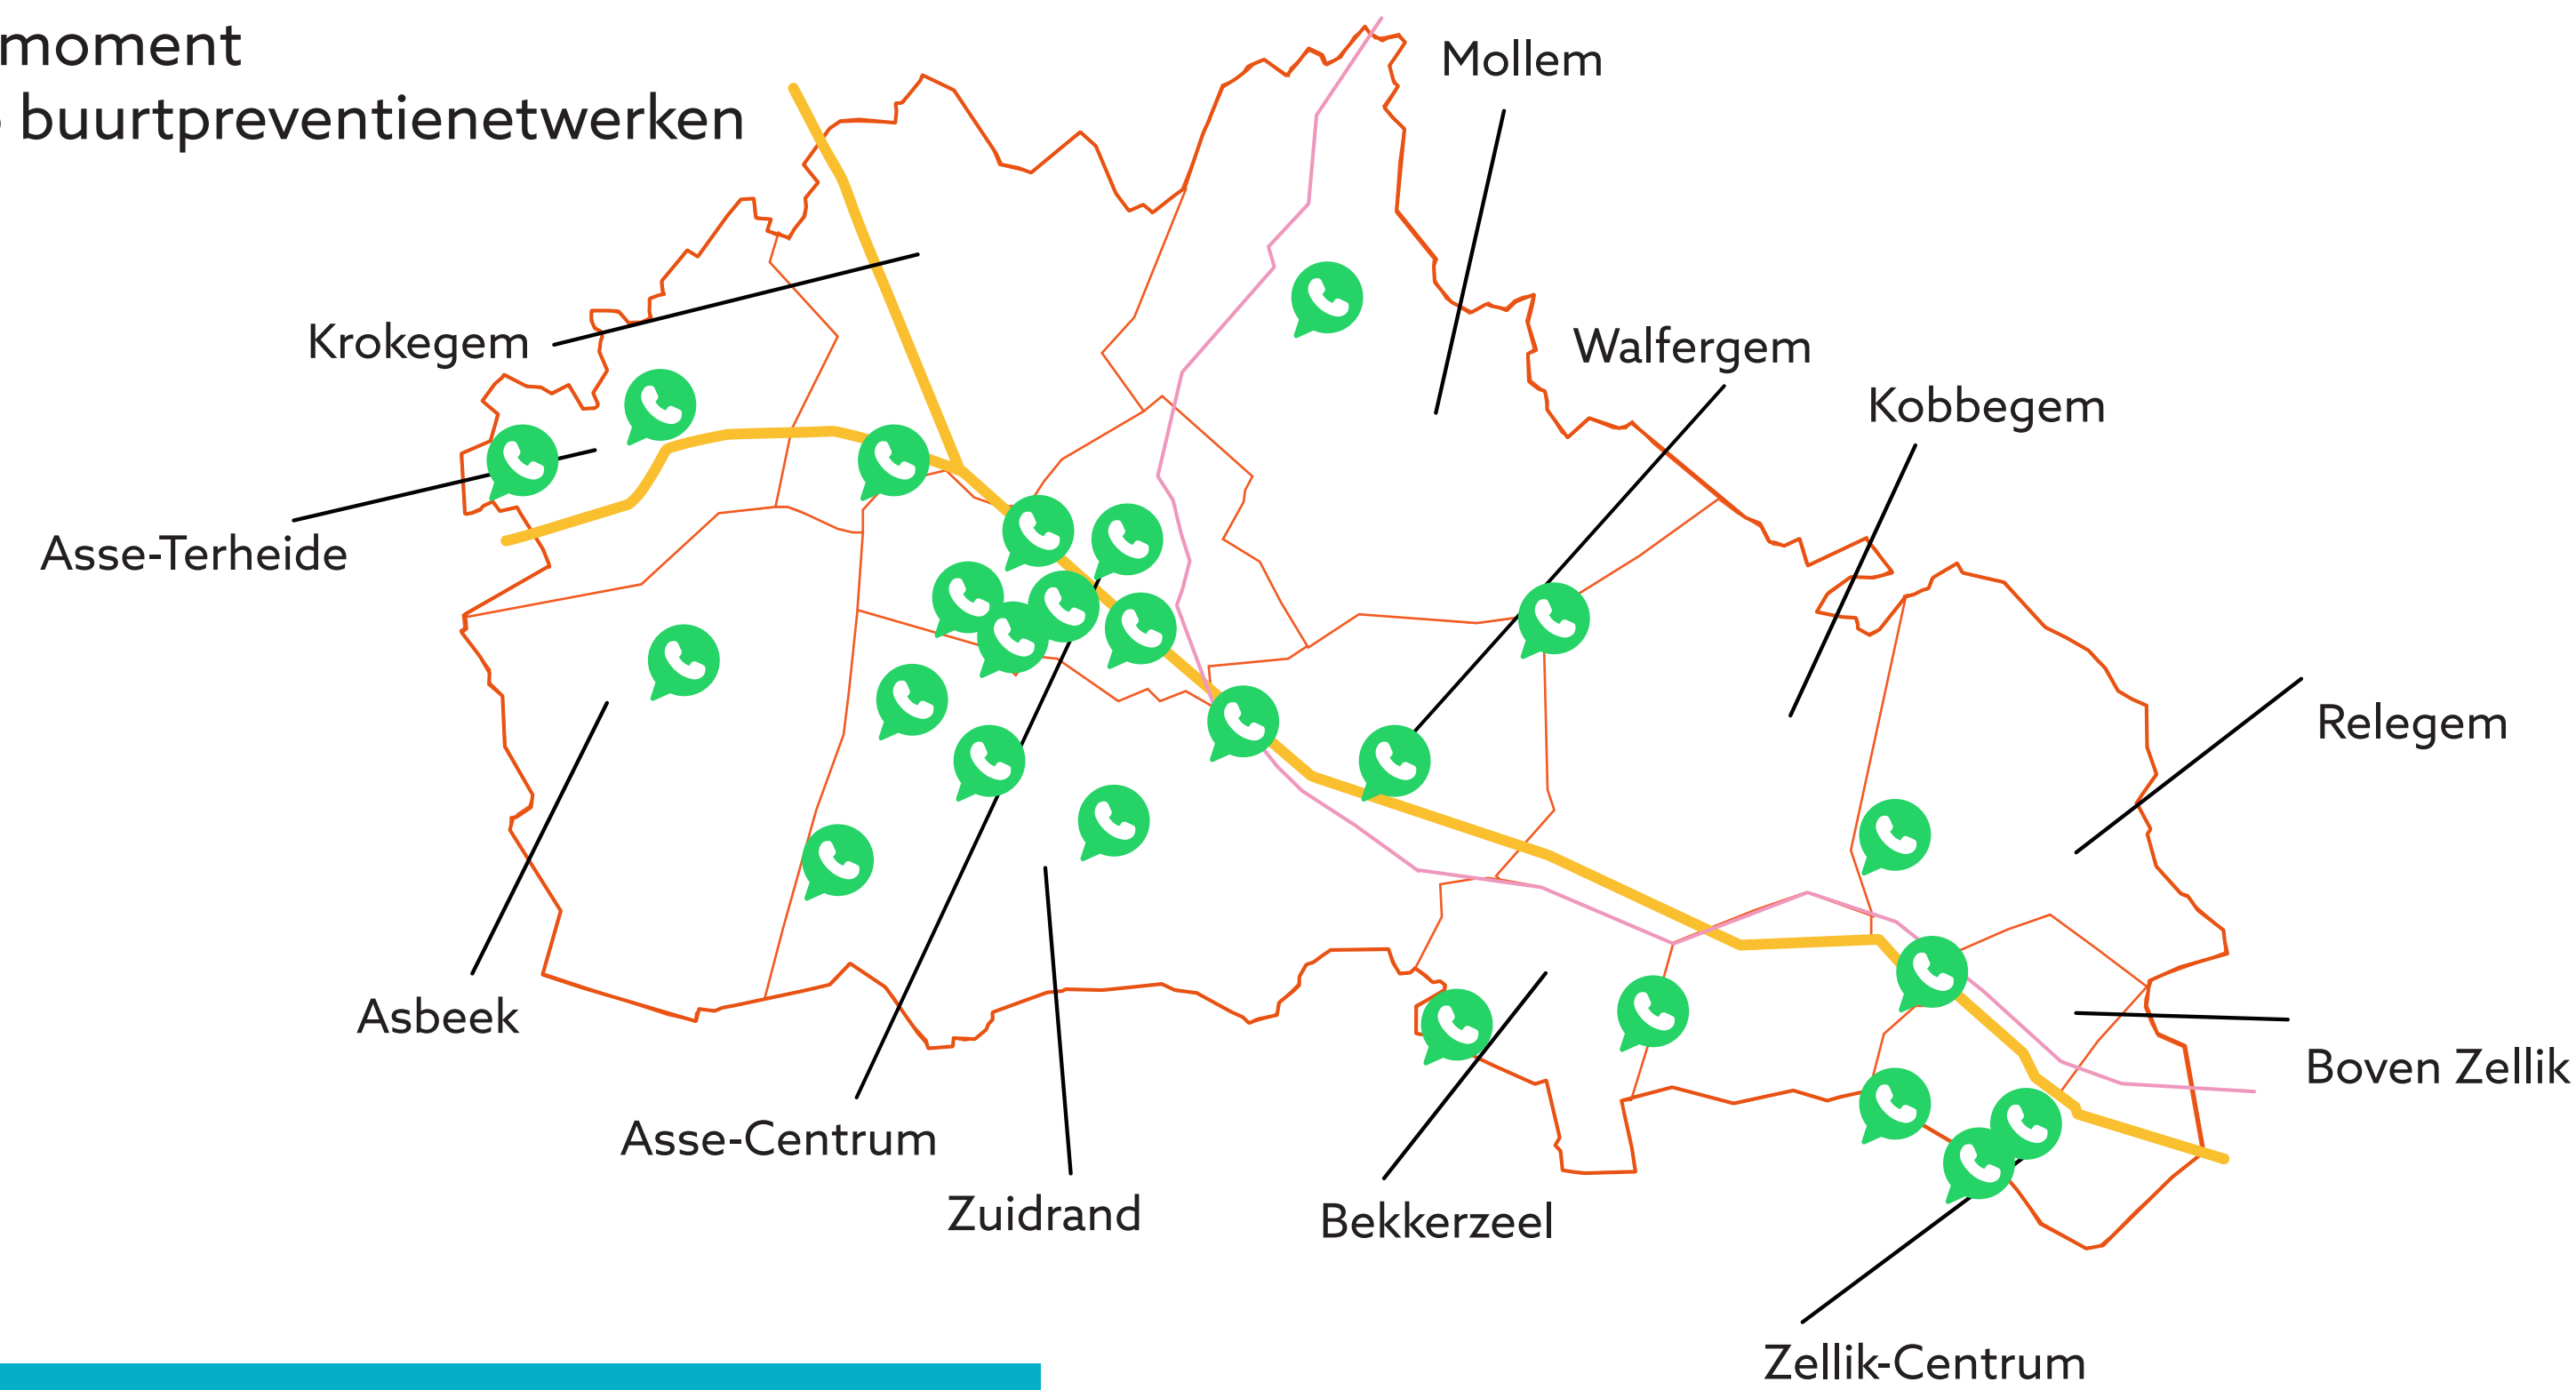 moment
buurtpreventienetwerken
Mollem
Krokegem
Walfergem
Kobbegem
Asse-Terheide
Relegem
Asbeek
Boven Zellik
Asse-Centrum
Zuidrand
Bekkerzeel
Zellik-Centrum